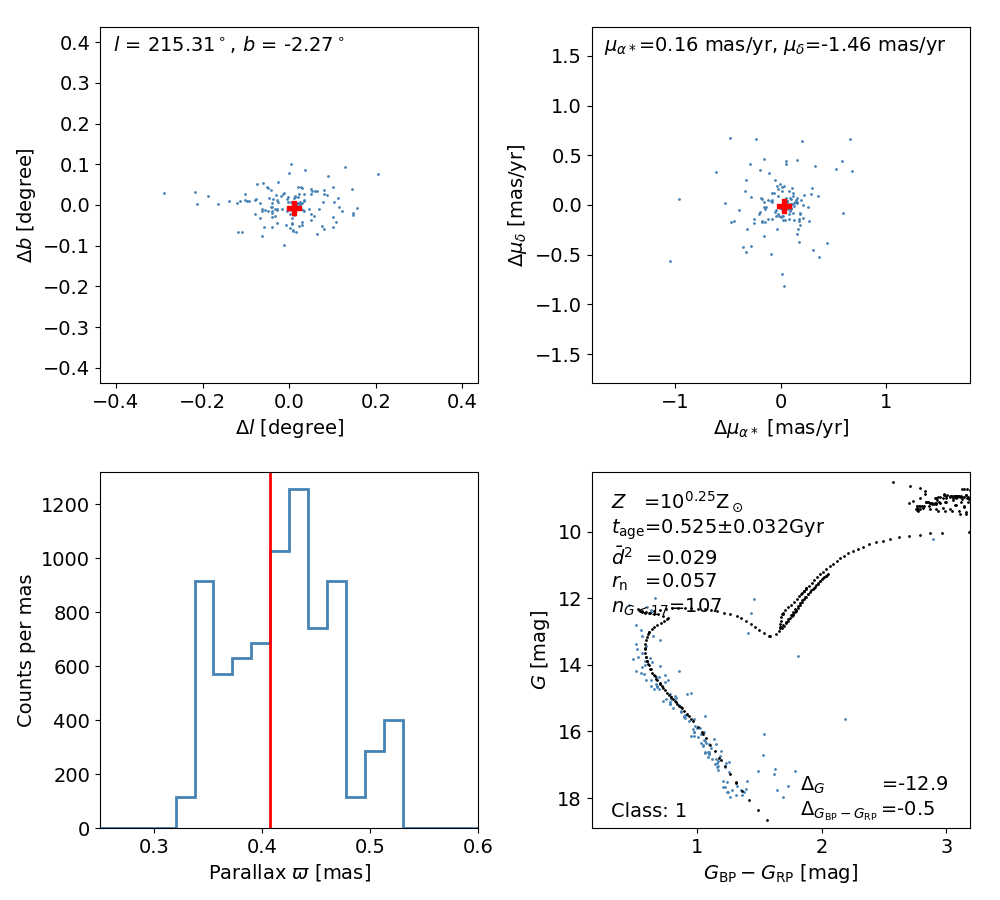 l = 215.31°, b = -2.27°
0.4
0.3
0.2
0.1
0.0
−0.1
−0.2
−0.3
−0.4
Δb [degree]
−0.4 −0.2 0.0 0.2 0.4
Δl [degree]
μα∗=0.16 mas/yr, μδ=-1.46 mas/yr
1.5
1.0
0.5
0.0
−0.5
−1.0
−1.5
Δμδ [mas/yr]
−1 0 1
Δμα∗ [mas/yr]
1200
1000
800
600
400
200
0
Counts per mas
0.3 0.4 0.5 0.6
Parallax ϖ [mas]
Z =10^0.25 Z⊙
t_age=0.525±0.032Gyr
d̄² =0.029
r_n =0.057
n_G<17=107
10
12
14
16
18
G [mag]
Δ_G =-12.9
Δ_G_BP−G_RP =-0.5
Class: 1
1 2 3
G_BP − G_RP [mag]